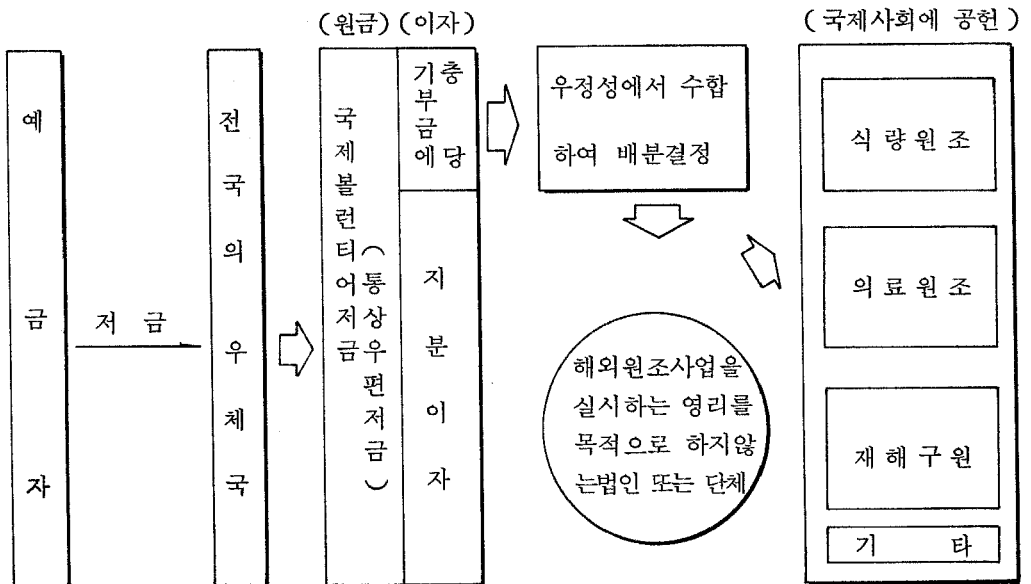 (원금)
(이자)
(국제사회에 공헌)
예금자
저 금
전국의우체국
국제볼런티어저금
(통상우편저금)
기부금에
충당
지분이자
우정성에서 수합
하여 배분결정
해외원조사업을
실시하는 영리를
목적으로 하지않
는법인 또는 단체
식량원조
의료원조
재해구원
기 타